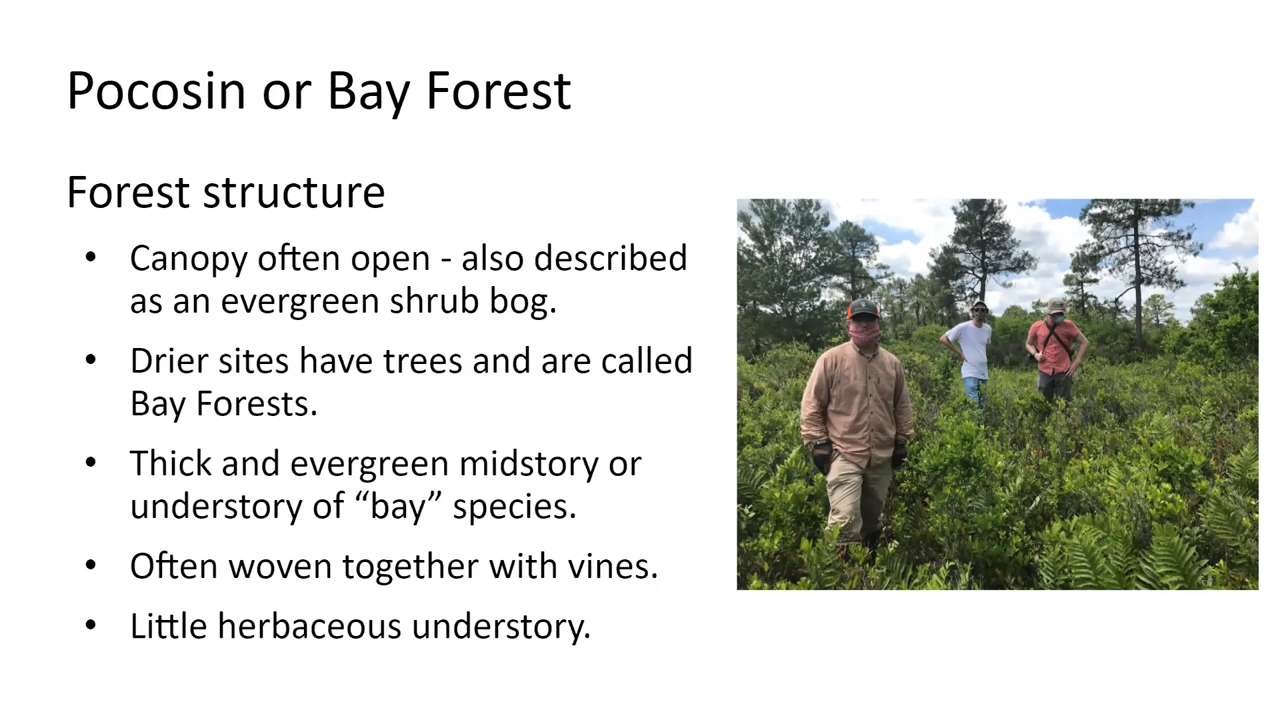 Pocosin or Bay Forest
Forest structure
• Canopy often open - also described
as an evergreen shrub bog.
• Drier sites have trees and are called
Bay Forests.
• Thick and evergreen midstory or
understory of “bay” species.
• Often woven together with vines.
• Little herbaceous understory.